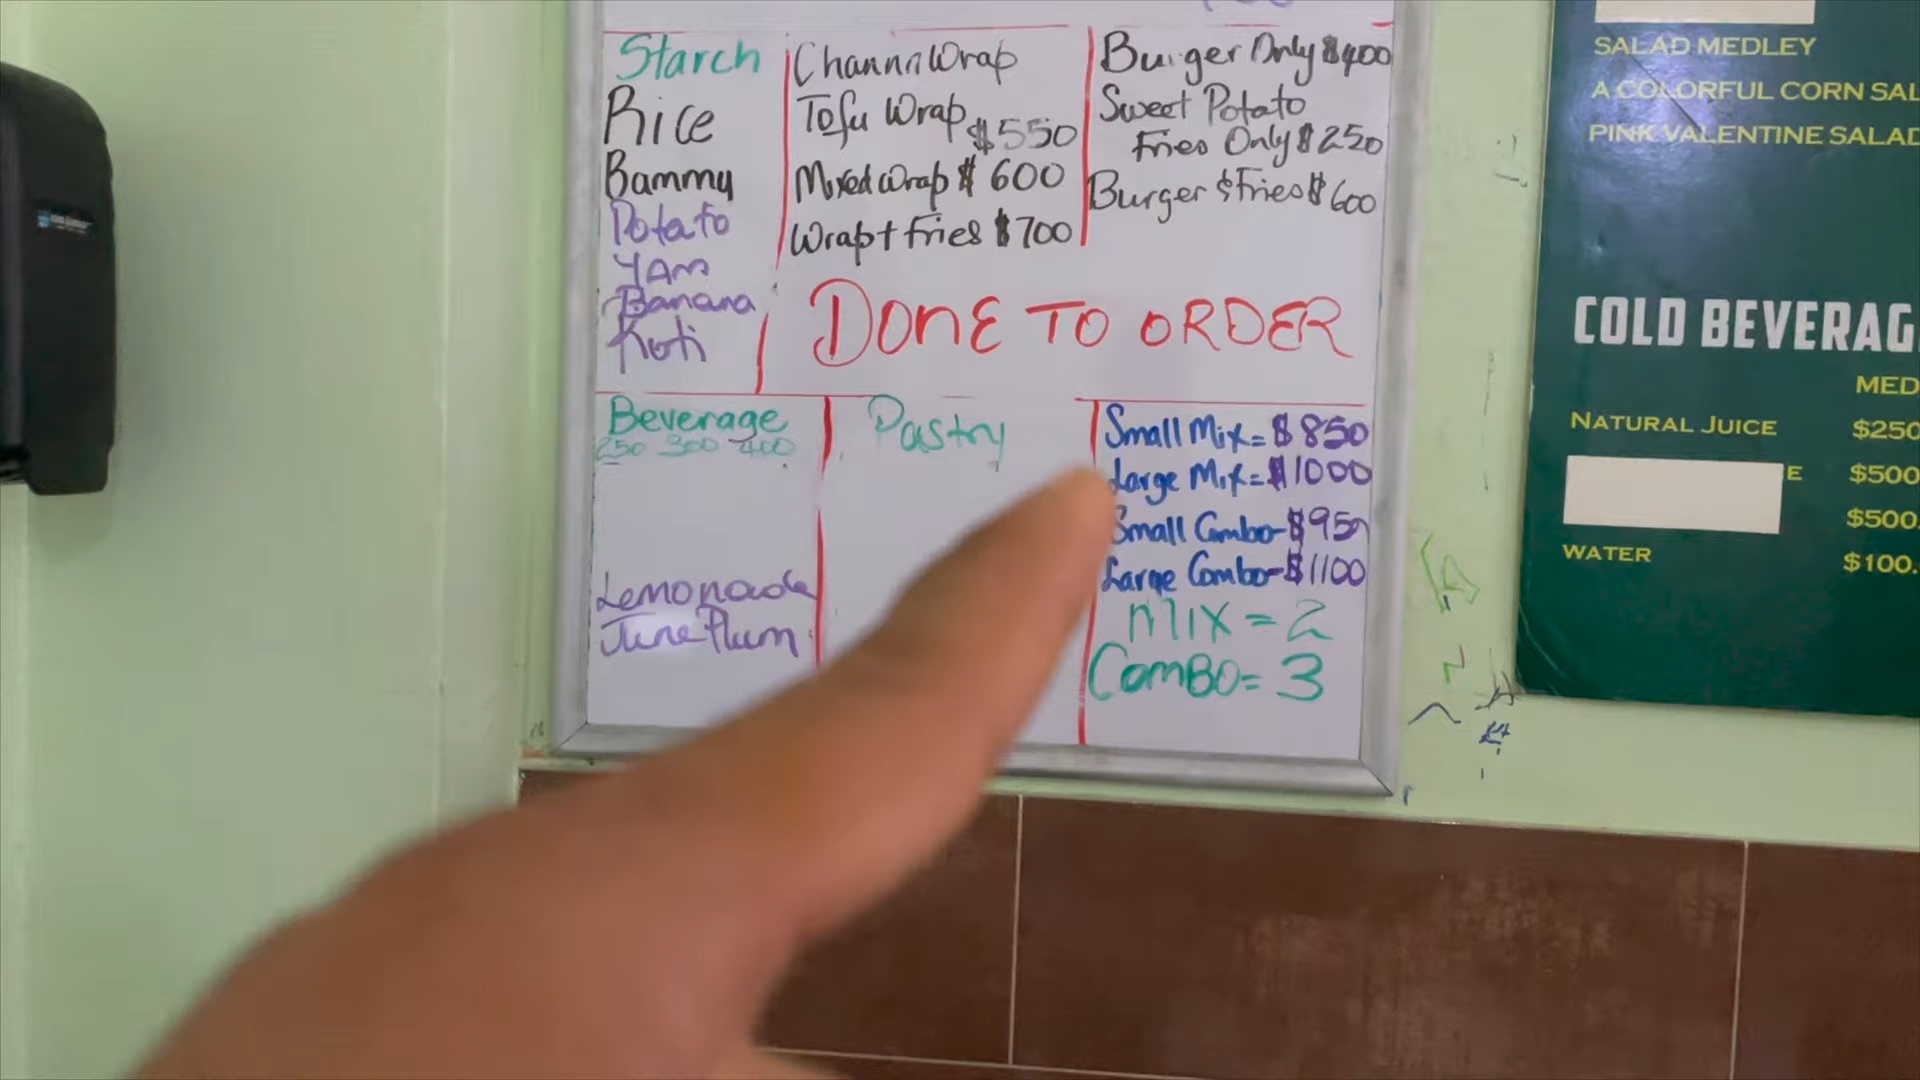 Starch
Rice
Bammy
Potato
YAM
Banana
Roti
Channa Wrap
Tofu Wrap $550
Mixed Wrap $600
Wrap + Fries $700
Burger Only $400
Sweet Potato
Fries Only $250
Burger & Fries $600
DONE TO ORDER
Beverage
250 300 400
Lemonade
June Plum
Pastry
Small Mix = $850
Large Mix = $1000
Small Combo - $950
Large Combo - $1100
MIX = 2
COMBO = 3
SALAD MEDLEY
A COLORFUL CORN SAL
PINK VALENTINE SALAD
COLD BEVERAG
MED
NATURAL JUICE $250
E $500
$500.
WATER $100.